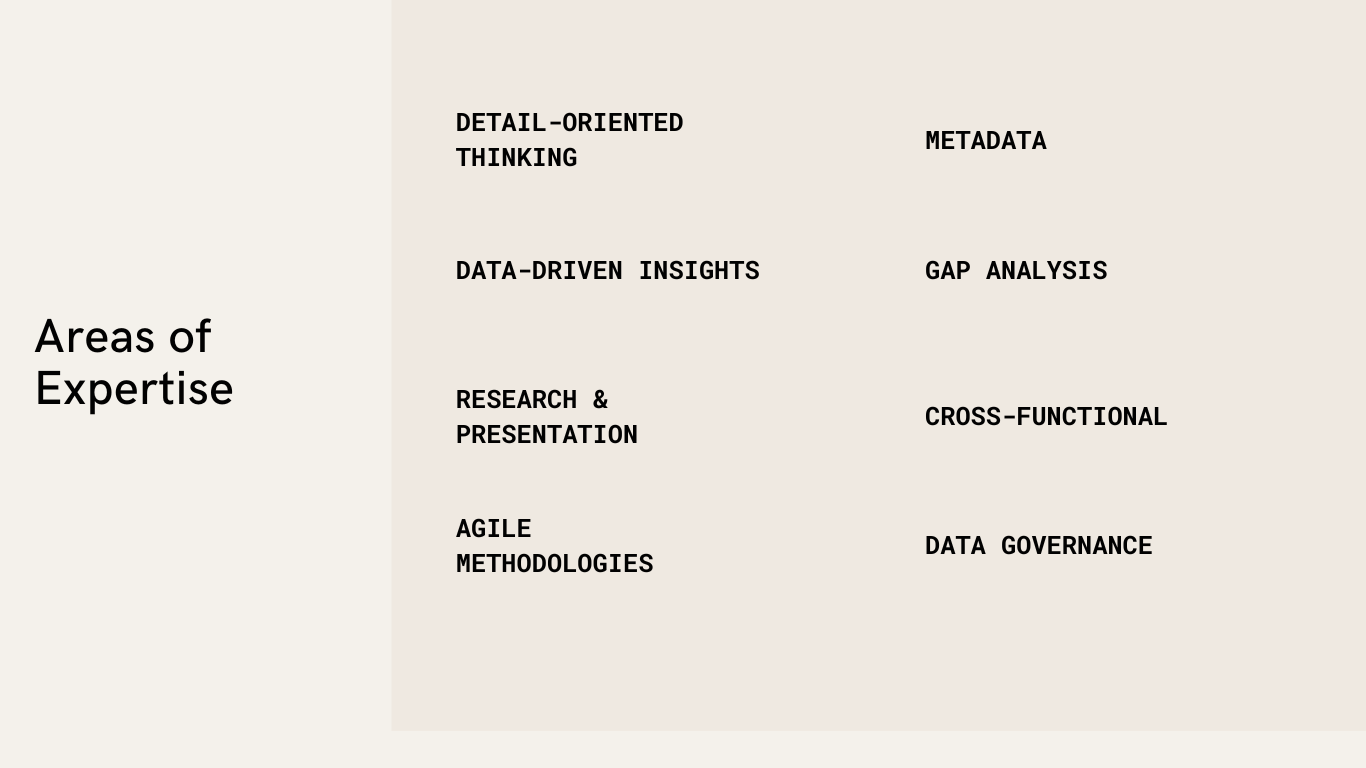 Areas of
Expertise
DETAIL-ORIENTED
THINKING
METADATA
DATA-DRIVEN INSIGHTS
GAP ANALYSIS
RESEARCH &
PRESENTATION
CROSS-FUNCTIONAL
AGILE
METHODOLOGIES
DATA GOVERNANCE